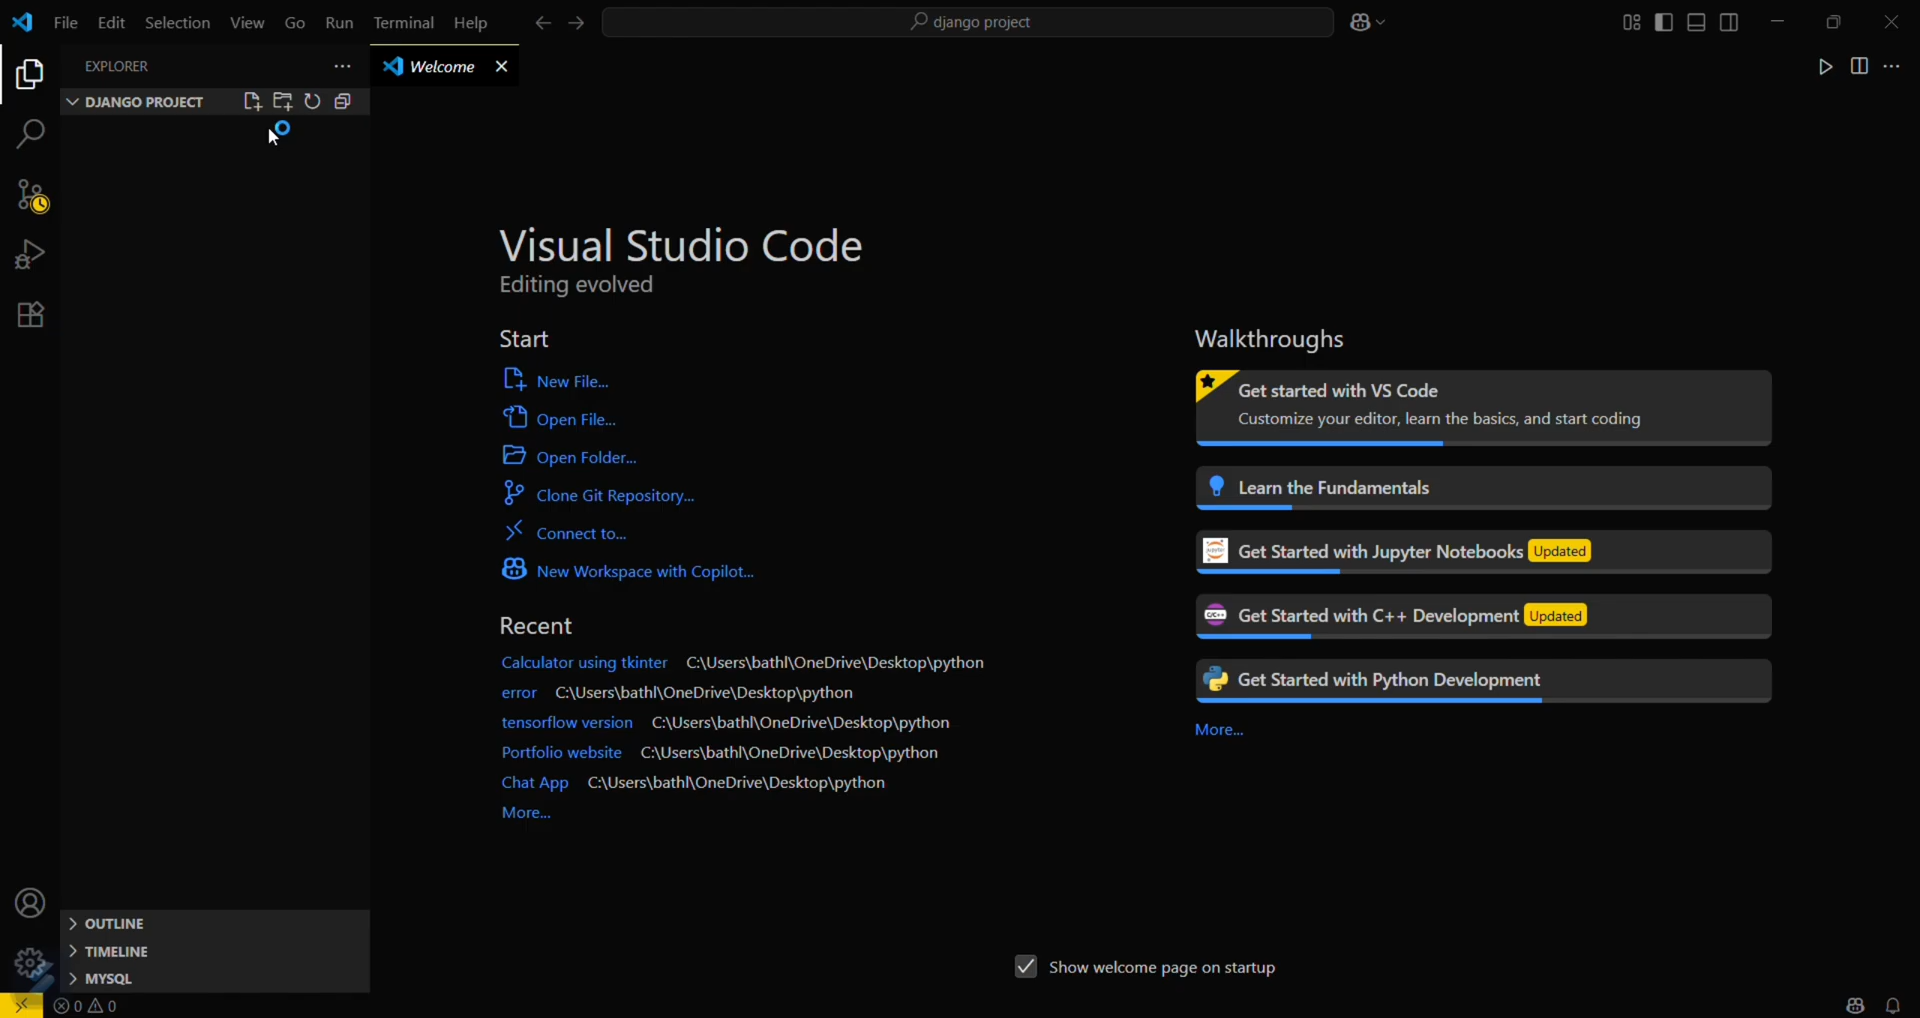 File Edit Selection View Go Run Terminal Help
django project
EXPLORER
Welcome
DJANGO PROJECT
Visual Studio Code
Editing evolved
Start
New File...
Open File...
Open Folder...
Clone Git Repository...
Connect to...
New Workspace with Copilot...
Recent
Calculator using tkinter C:\Users\bathl\OneDrive\Desktop\python
error C:\Users\bathl\OneDrive\Desktop\python
tensorflow version C:\Users\bathl\OneDrive\Desktop\python
Portfolio website C:\Users\bathl\OneDrive\Desktop\python
Chat App C:\Users\bathl\OneDrive\Desktop\python
More...
Walkthroughs
Get started with VS Code
Customize your editor, learn the basics, and start coding
Learn the Fundamentals
Get Started with Jupyter Notebooks Updated
Get Started with C++ Development Updated
Get Started with Python Development
More...
OUTLINE
TIMELINE
MYSQL
Show welcome page on startup
0 0